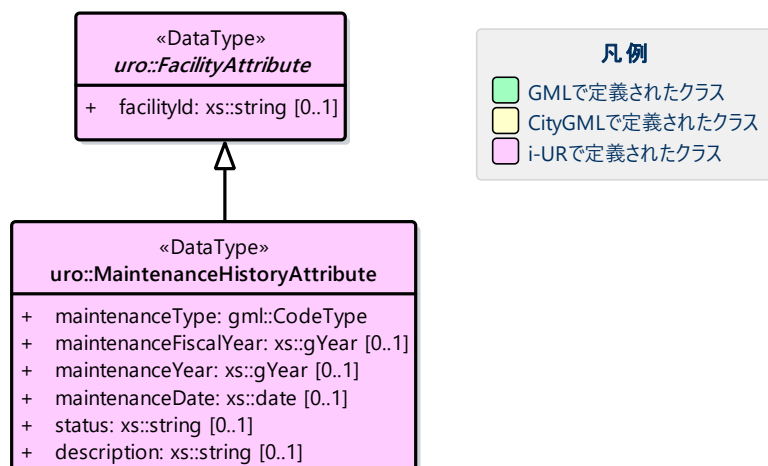 «DataType»
uro::FacilityAttribute
+ facilityId: xs::string [0..1]
凡例
GMLで定義されたクラス
CityGMLで定義されたクラス
i-URで定義されたクラス
«DataType»
uro::MaintenanceHistoryAttribute
+ maintenanceType: gml::CodeType
+ maintenanceFiscalYear: xs::gYear [0..1]
+ maintenanceYear: xs::gYear [0..1]
+ maintenanceDate: xs::date [0..1]
+ status: xs::string [0..1]
+ description: xs::string [0..1]